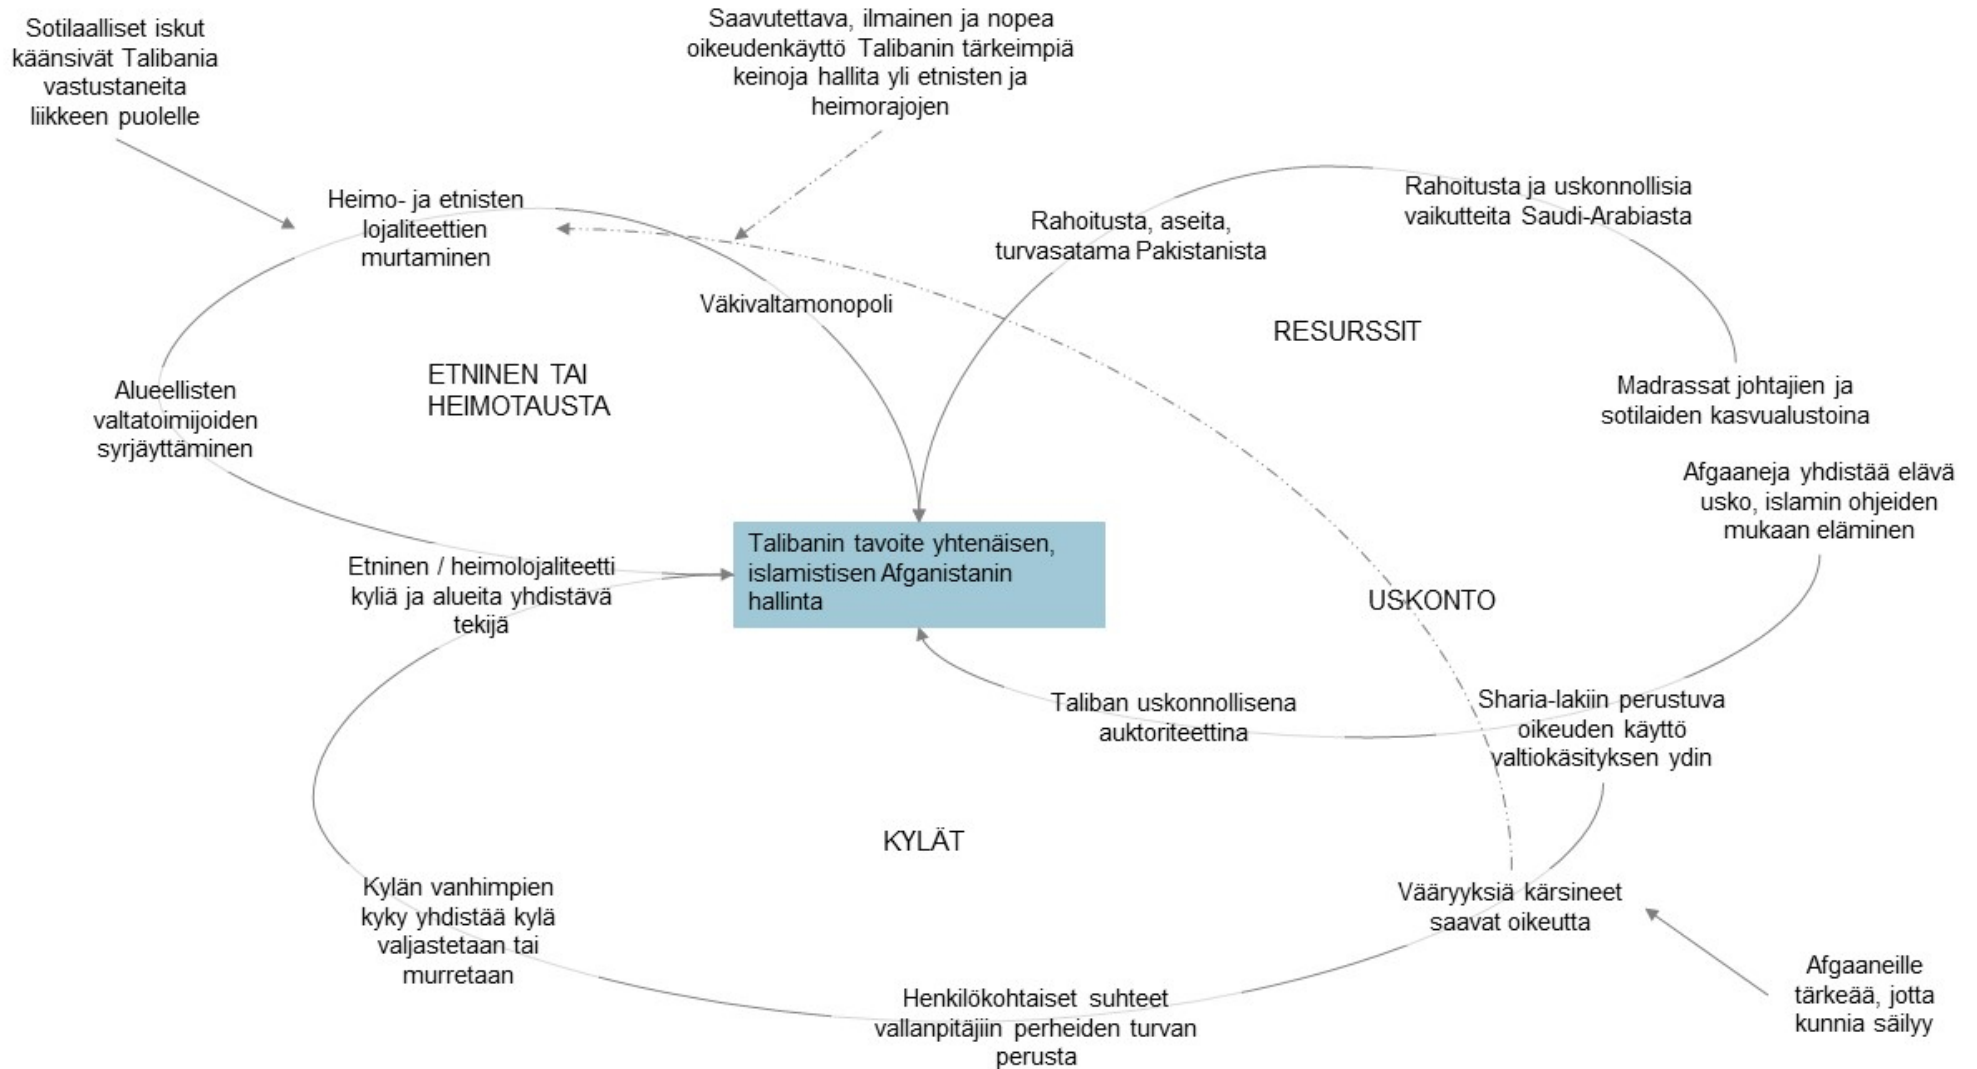 Sotilaalliset iskut
käänsivät Talibania
vastustaneita
liikkeen puolelle
Saavutettava, ilmainen ja nopea
oikeudenkäyttö Talibanin tärkeimpiä
keinoja hallita yli etnisten ja
heimorajojen
Heimo- ja etnisten
lojaliteettien
murtaminen
Väkivaltamonopoli
Rahoitusta, aseita,
turvasatama Pakistanista
Rahoitusta ja uskonnollisia
vaikutteita Saudi-Arabiasta
RESURSSIT
ETNINEN TAI
HEIMOTAUSTA
Alueellisten
valtatoimijoiden
syrjäyttäminen
Madrassat johtajien ja
sotilaiden kasvualustoina
Afgaaneja yhdistää elävä
usko, islamin ohjeiden
mukaan eläminen
Etninen / heimolojaliteetti
kyliä ja alueita yhdistävä
tekijä
Talibanin tavoite yhtenäisen,
islamistisen Afganistanin
hallinta
USKONTO
Taliban uskonnollisena
auktoriteettina
Sharia-lakiin perustuva
oikeuden käyttö
valtiokäsityksen ydin
KYLÄT
Kylän vanhimpien
kyky yhdistää kylä
valjastetaan tai
murretaan
Vääryyksiä kärsineet
saavat oikeutta
Henkilökohtaiset suhteet
vallanpitäjiin perheiden turvan
perusta
Afgaaneille
tärkeää, jotta
kunnia säilyy